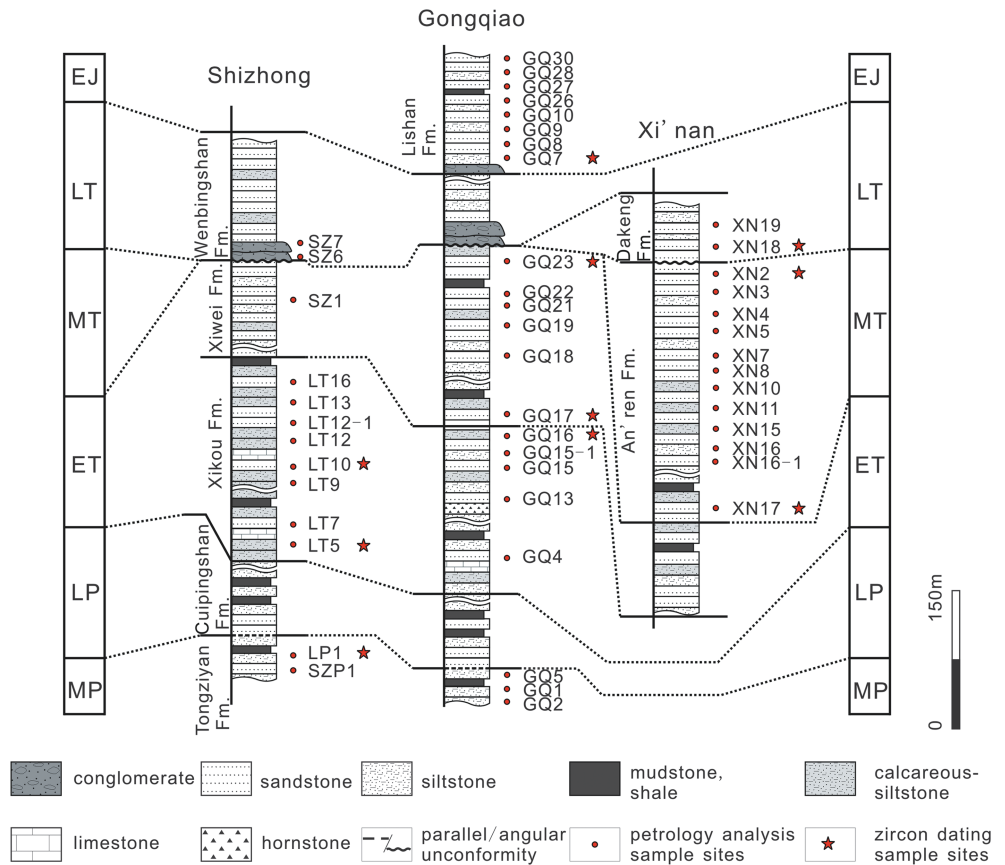 Gongqiao
Shizhong
Xi' nan
EJ
LT
MT
ET
LP
MP
EJ
LT
MT
ET
LP
MP
Wenbingshan
Fm.
Xiwei Fm.
Xikou Fm.
Cuipingshan
Fm.
Tongziyan
Fm.
SZ7
SZ6
SZ1
LT16
LT13
LT12-1
LT12
LT10
LT9
LT7
LT5
LP1
SZP1
Lishan
Fm.
GQ30
GQ28
GQ27
GQ26
GQ10
GQ9
GQ8
GQ7
GQ23
GQ22
GQ21
GQ19
GQ18
GQ17
GQ16
GQ15-1
GQ15
GQ13
GQ4
GQ5
GQ1
GQ2
Dakeng
Fm.
An' ren Fm.
XN19
XN18
XN2
XN3
XN4
XN5
XN7
XN8
XN10
XN11
XN15
XN16
XN16-1
XN17
150m
0
conglomerate
sandstone
siltstone
mudstone,
shale
calcareous-
siltstone
limestone
hornstone
parallel/angular
unconformity
petrology analysis
sample sites
zircon dating
sample sites